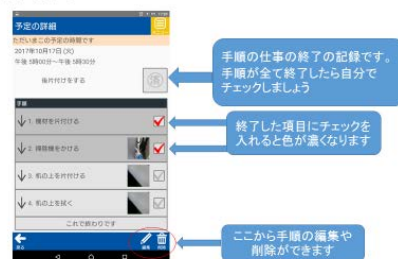 予定の詳細
ただいまこの予定の時間です
2017年10月17日(火)
午後 5時00分~午後 5時30分
後片付けをする
済
手順
1. 機材を片付ける
2. 掃除機をかける
3. 机の上を片付ける
4. 机の上を拭く
これで終わりです
戻る
編集
削除
手順の仕事の終了の記録です。
手順が全て終了したら自分で
チェックしましょう
終了した項目にチェックを
入れると色が濃くなります
ここから手順の編集や
削除ができます